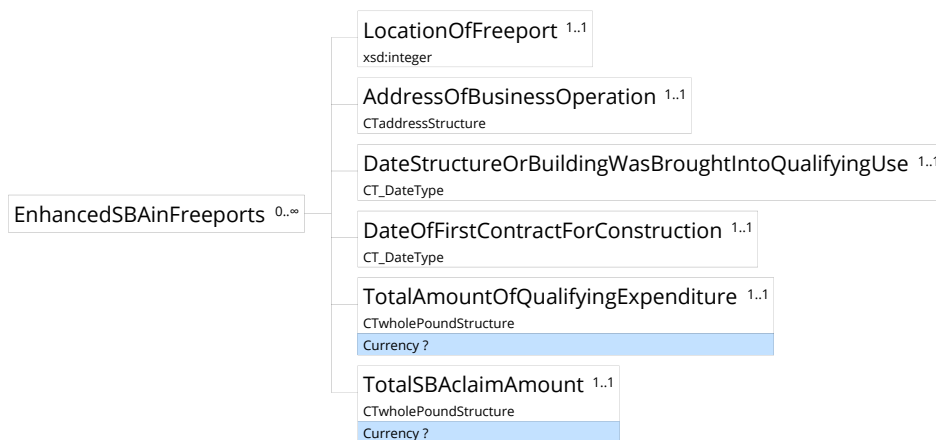 LocationOfFreeport 1..1
xsd:integer
AddressOfBusinessOperation 1..1
CTaddressStructure
DateStructureOrBuildingWasBroughtIntoQualifyingUse 1..1
CT_DateType
EnhancedSBAinFreeports 0..∞
DateOfFirstContractForConstruction 1..1
CT_DateType
TotalAmountOfQualifyingExpenditure 1..1
CTwholePoundStructure
Currency ?
TotalSBAclaimAmount 1..1
CTwholePoundStructure
Currency ?